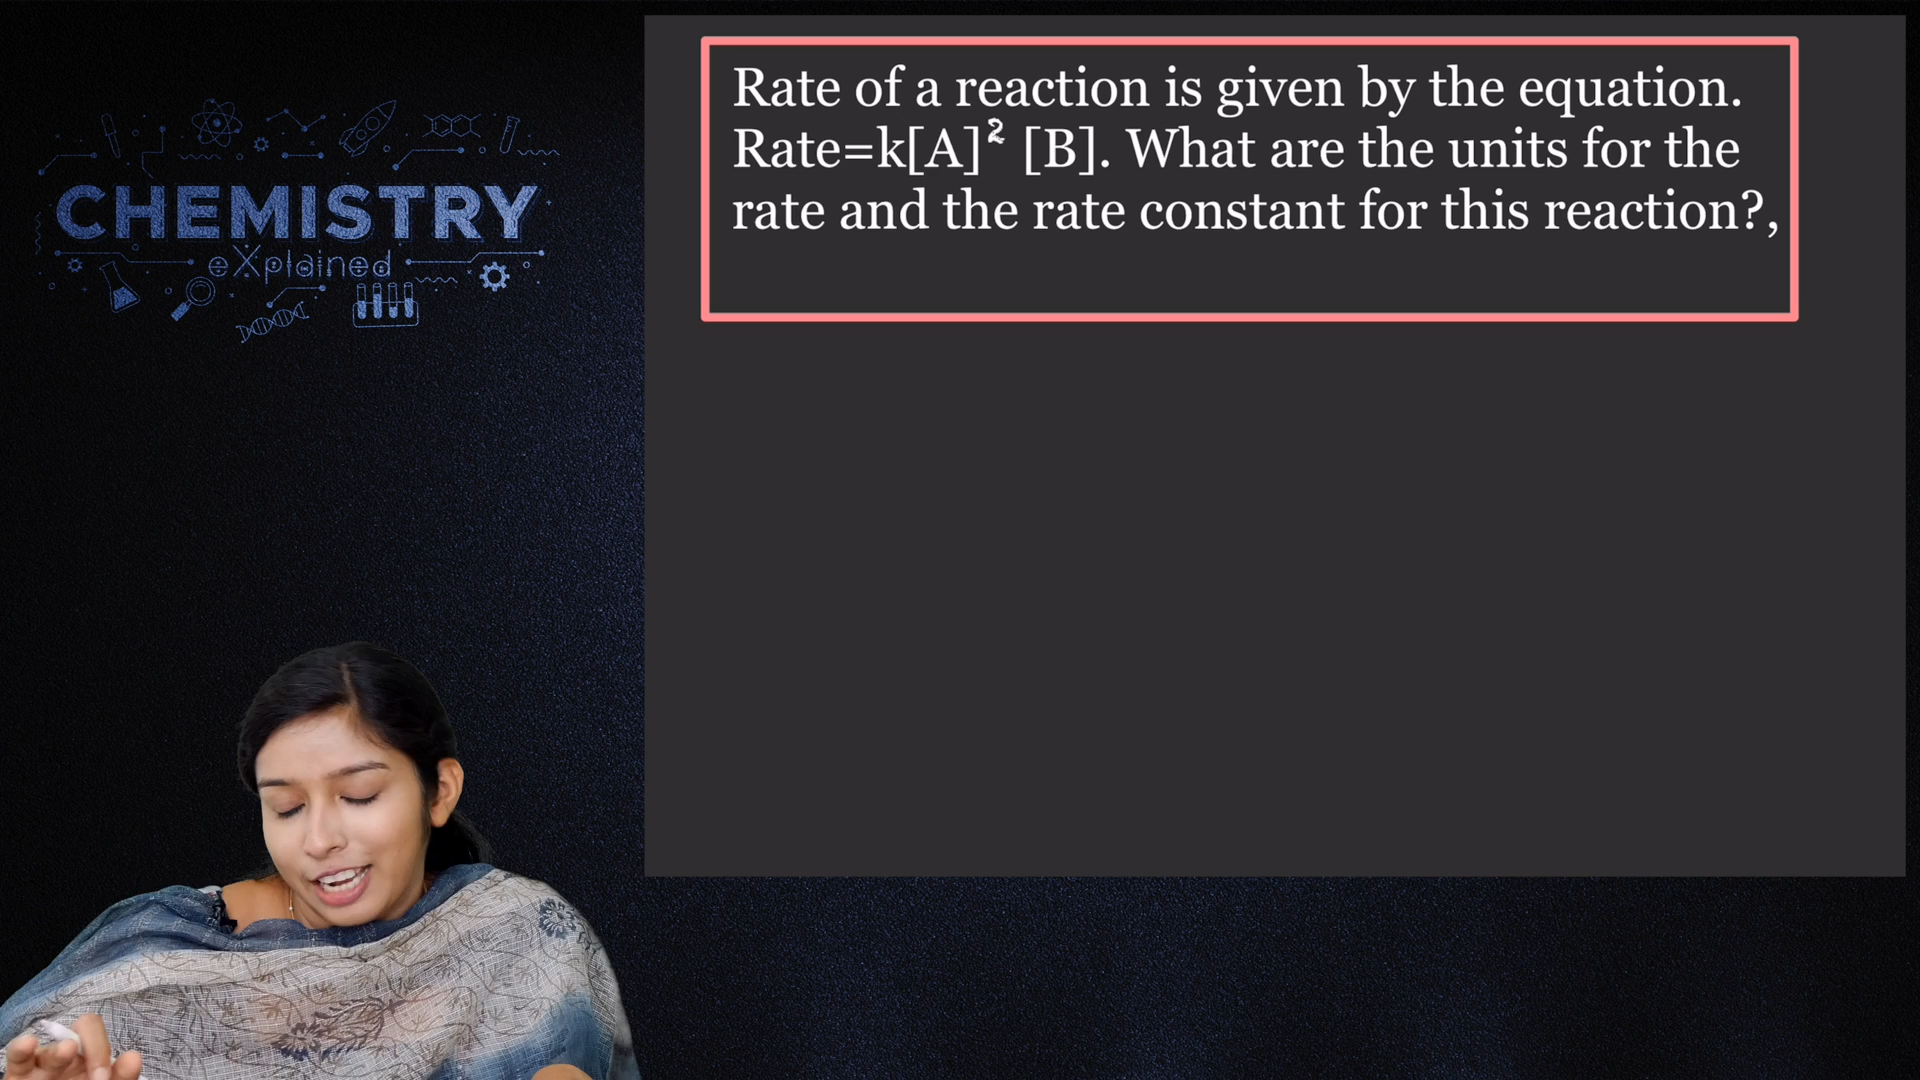 CHEMISTRY
eXplained
Rate of a reaction is given by the equation.
Rate=k[A]² [B]. What are the units for the
rate and the rate constant for this reaction?,